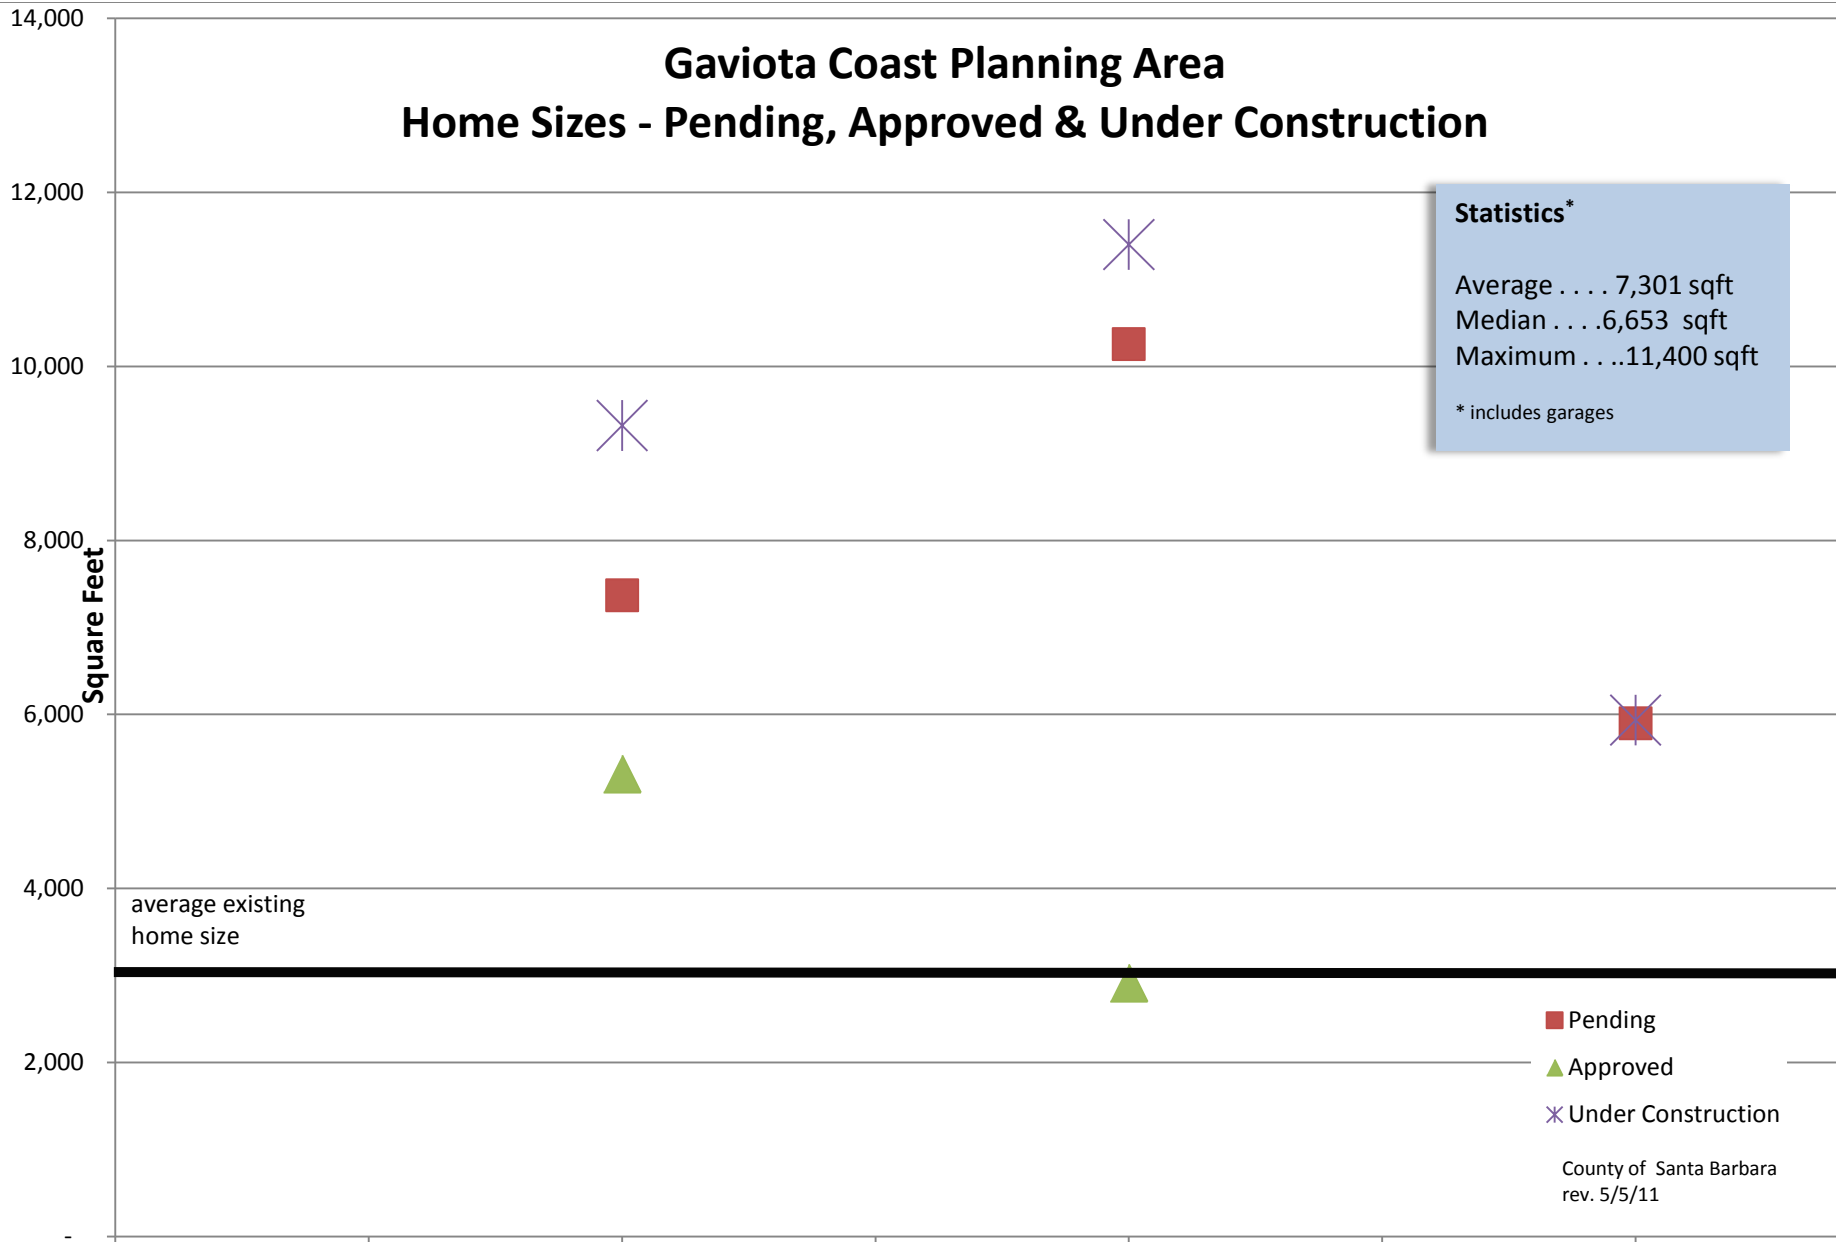 14,000
Gaviota Coast Planning Area
Home Sizes - Pending, Approved & Under Construction
12,000
Statistics*
Average . . . . 7,301 sqft
Median . . . .6,653  sqft
Maximum . . ..11,400 sqft
* includes garages
10,000
8,000
Square Feet
6,000
4,000
average existing
home size
2,000
Pending
Approved
Under Construction
County of  Santa Barbara
rev. 5/5/11
-